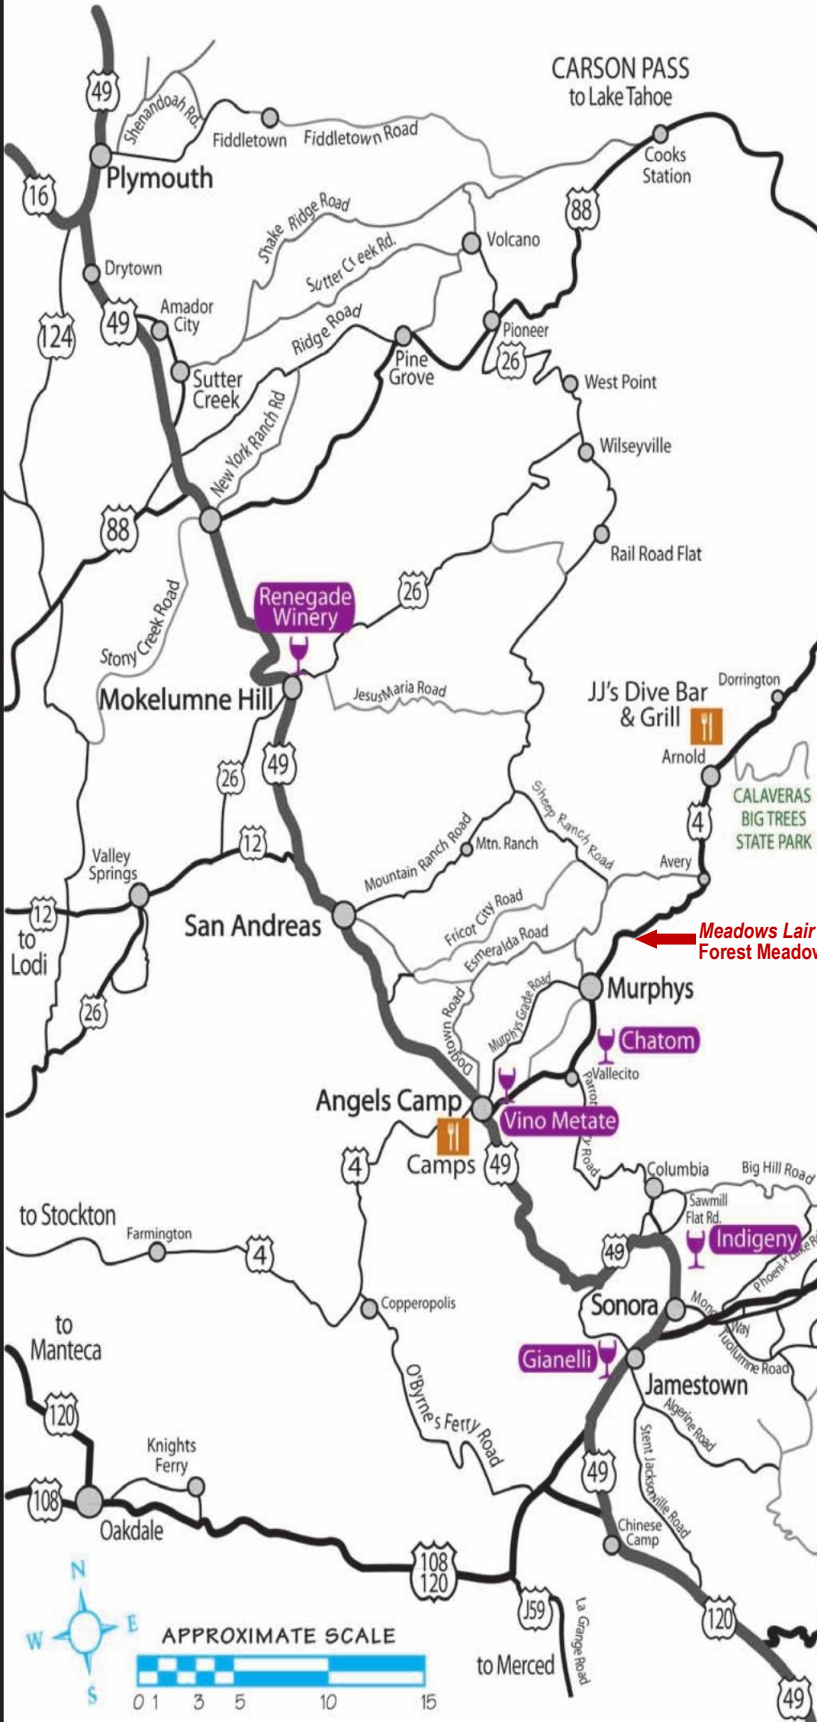 CARSON PASS
to Lake Tahoe
49
Shenandoah Rd.
Fiddletown
Fiddletown Road
Cooks
Station
Plymouth
16
88
Shake Ridge Road
Volcano
Drytown
Sutter Creek Rd.
49
Amador
City
124
Ridge Road
Pioneer
Pine
Grove
26
Sutter
Creek
West Point
New York Ranch Rd
Wilseyville
88
Rail Road Flat
Stony Creek Road
Renegade
Winery
26
Mokelumne Hill
JesusMaria Road
JJ's Dive Bar
& Grill
Dorrington
Arnold
26
49
CALAVERAS
BIG TREES
STATE PARK
4
Sheep Ranch Road
Mountain Ranch Road
Mtn. Ranch
12
Valley
Springs
Avery
12
to
Lodi
San Andreas
Fricot City Road
Esmeralda Road
Meadows Lair
Forest Meadow
26
Murphys
Dogtown Road
Murphys Grade Road
Chatom
Vallecito
Angels Camp
Vino Metate
Camps
4
49
Columbia
Big Hill Road
Sawmill
Flat Rd.
to Stockton
Farmington
4
49
Indigeny
Copperopolis
Sonora
to
Manteca
Tuolumne Road
Gianelli
Jamestown
O'Byrne's Ferry Road
Algerine Road
120
Stent Jacksonville Road
Knights
Ferry
49
108
Oakdale
Chinese
Camp
108
120
J59
La Grange Road
120
to Merced
49
N
W
E
S
APPROXIMATE SCALE
0 1 3 5 10 15